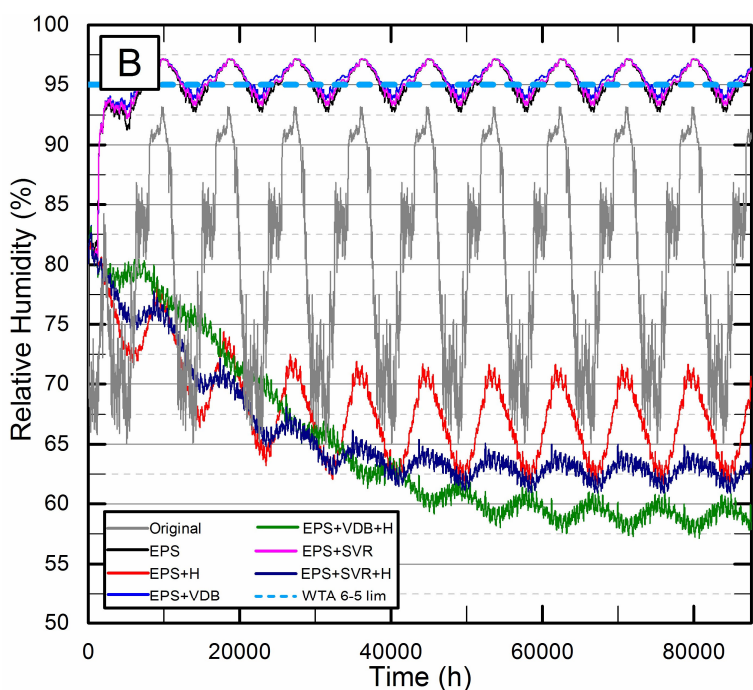 B
Relative Humidity (%)
100
95
90
85
80
75
70
65
60
55
50
Original
EPS
EPS+H
EPS+VDB
EPS+VDB+H
EPS+SVR
EPS+SVR+H
WTA 6-5 lim
0
20000
40000
60000
80000
Time (h)